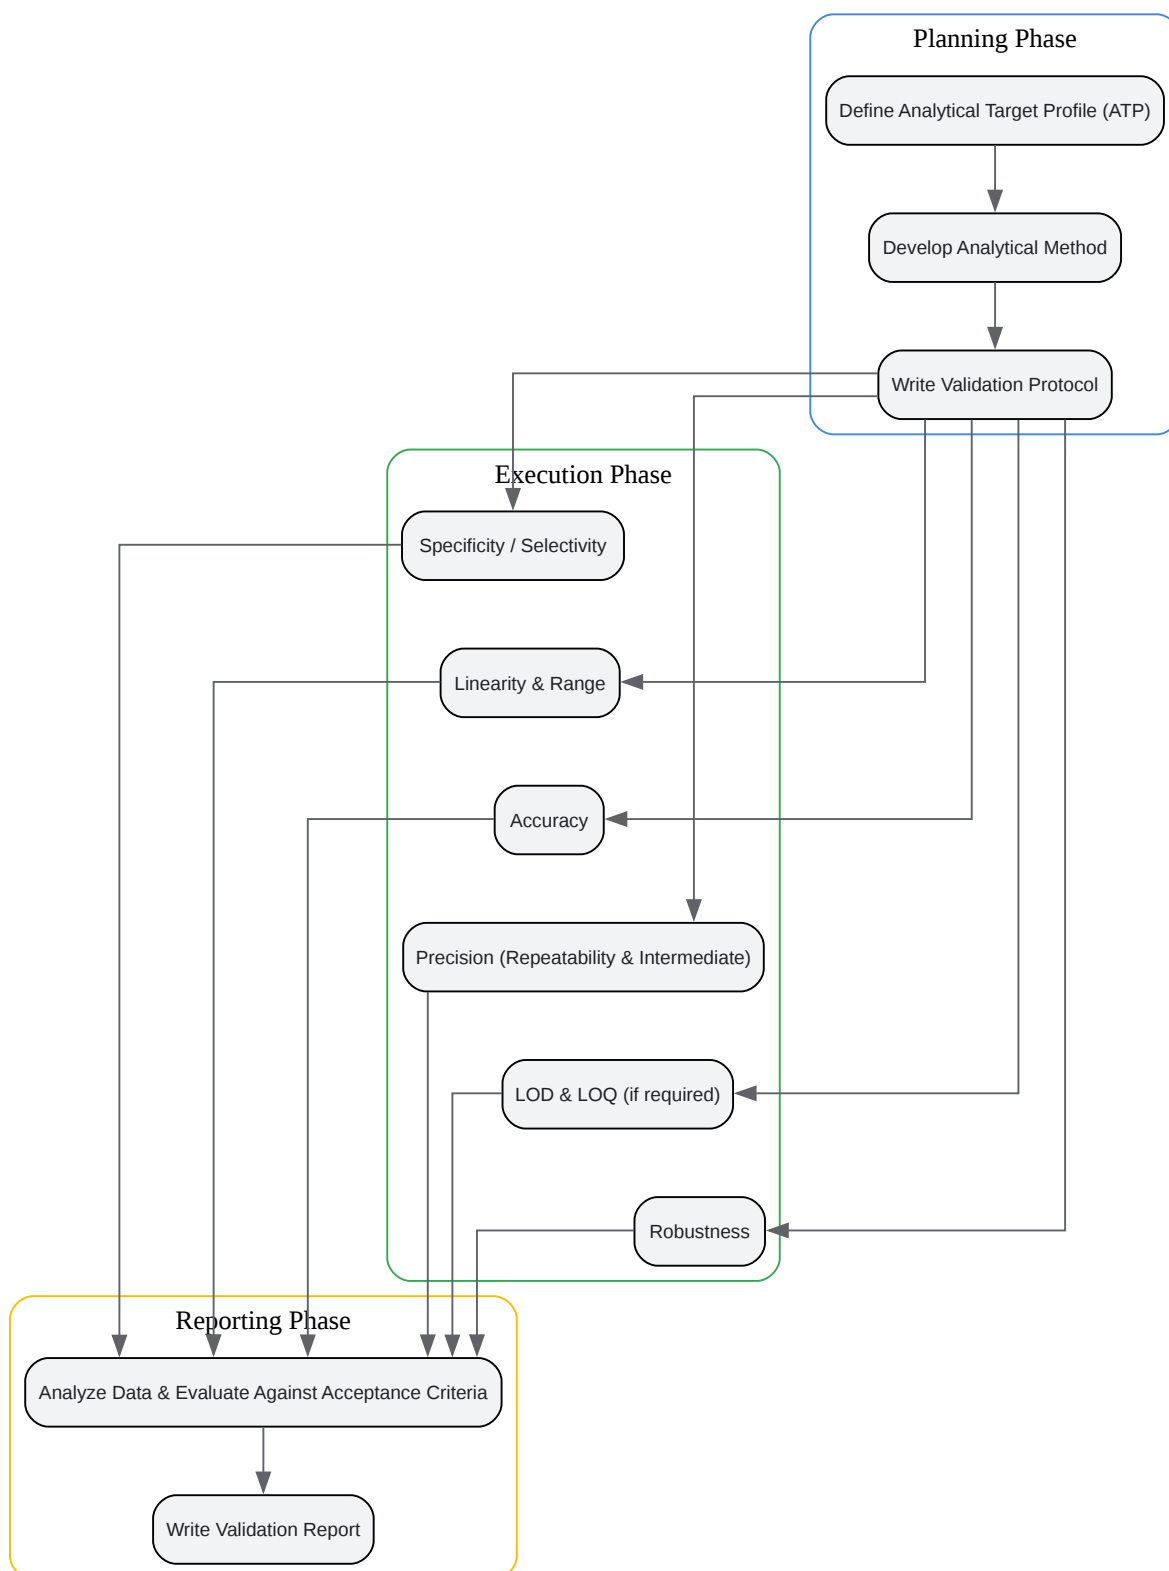 Planning Phase
Define Analytical Target Profile (ATP)
Develop Analytical Method
Write Validation Protocol
Execution Phase
Specificity / Selectivity
Linearity & Range
Accuracy
Precision (Repeatability & Intermediate)
LOD & LOQ (if required)
Robustness
Reporting Phase
Analyze Data & Evaluate Against Acceptance Criteria
Write Validation Report